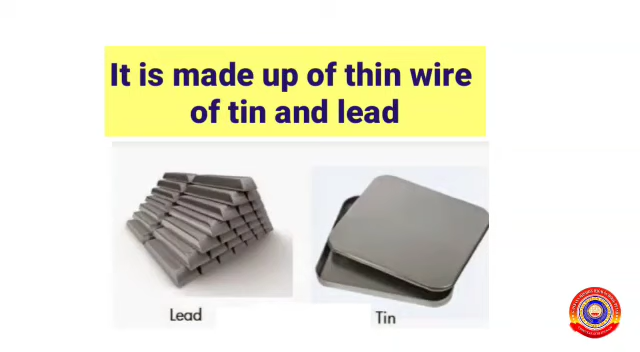 It is made up of thin wire
of tin and lead
Lead
Tin